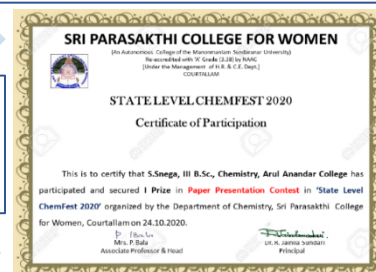 SRI PARASAKTHI COLLEGE FOR WOMEN
(An Autonomous College of the Manonmaniam Sundaranar University)
Re-accredited with 'A' Grade (3.28) by NAAC
(Under the Management of H.R. & C.E. Dept.)
COURTALLAM
STATE LEVEL CHEMFEST 2020
Certificate of Participation
This is to certify that S.Snega, III B.Sc., Chemistry, Arul Anandar College has
participated and secured I Prize in Paper Presentation Contest in 'State Level
ChemFest 2020' organized by the Department of Chemistry, Sri Parasakthi College
for Women, Courtallam on 24.10.2020.
Mrs. P. Bala
Associate Professor & Head
Dr. R. Jamila Sundari
Principal